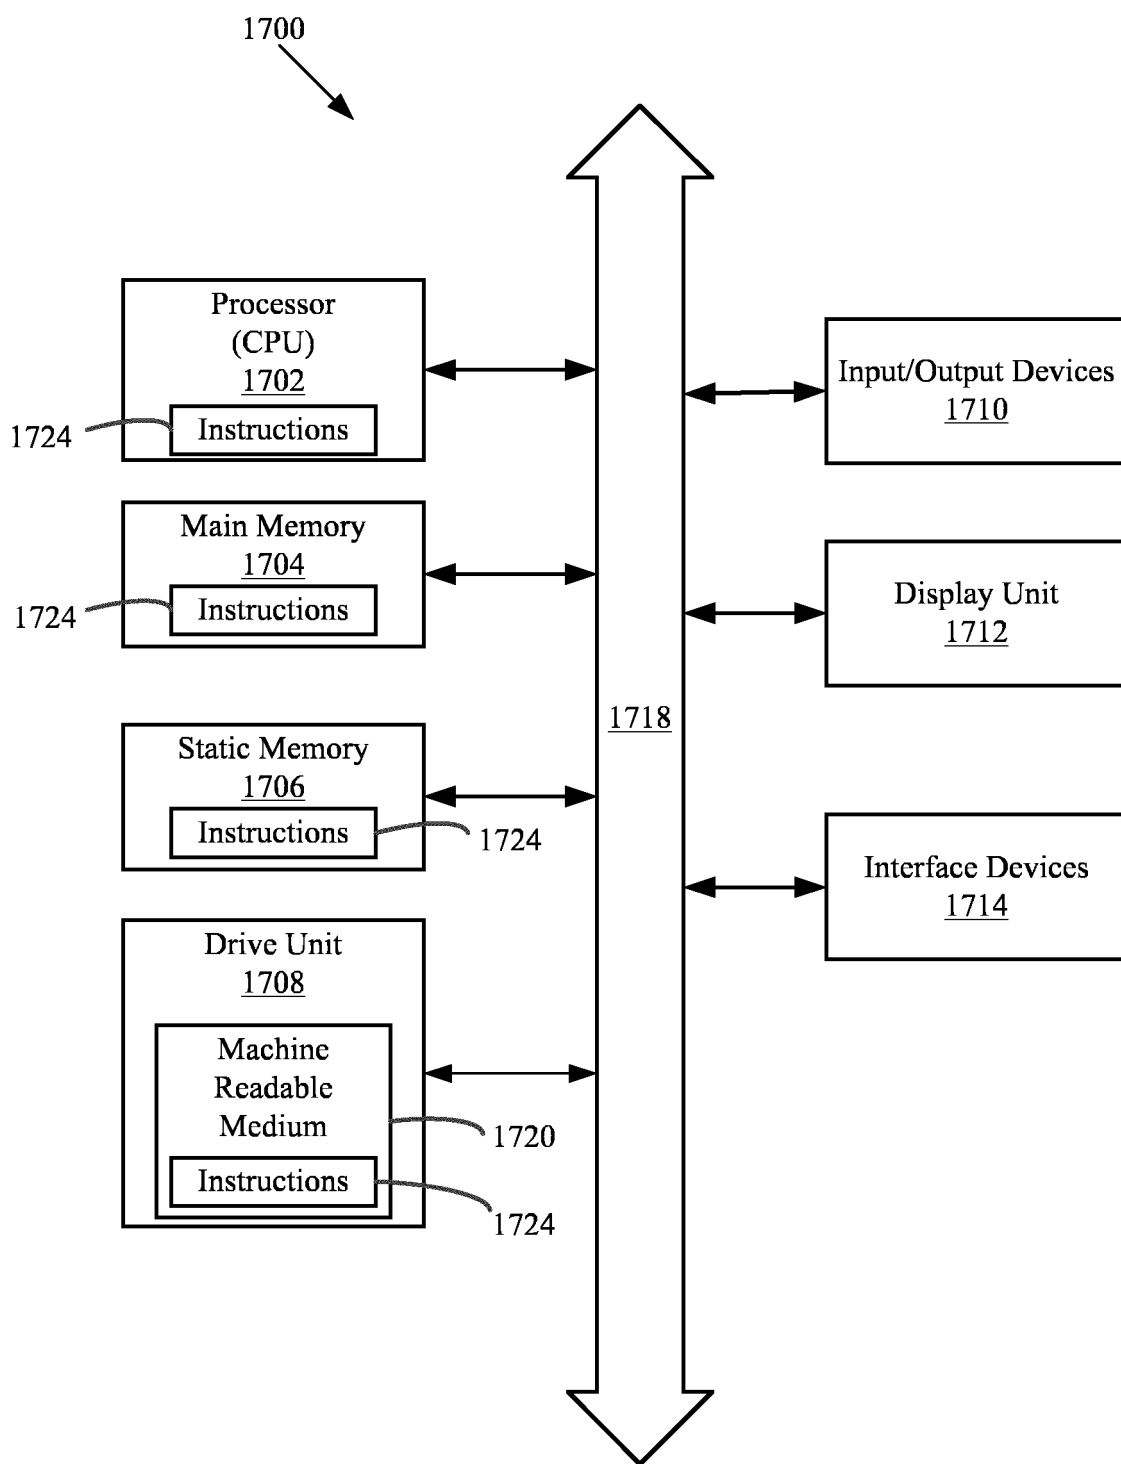 1700
Processor
(CPU)
1702
Instructions
1724
Main Memory
1704
Instructions
1724
Static Memory
1706
Instructions
1724
Drive Unit
1708
Machine
Readable
Medium
1720
Instructions
1724
1718
Input/Output Devices
1710
Display Unit
1712
Interface Devices
1714